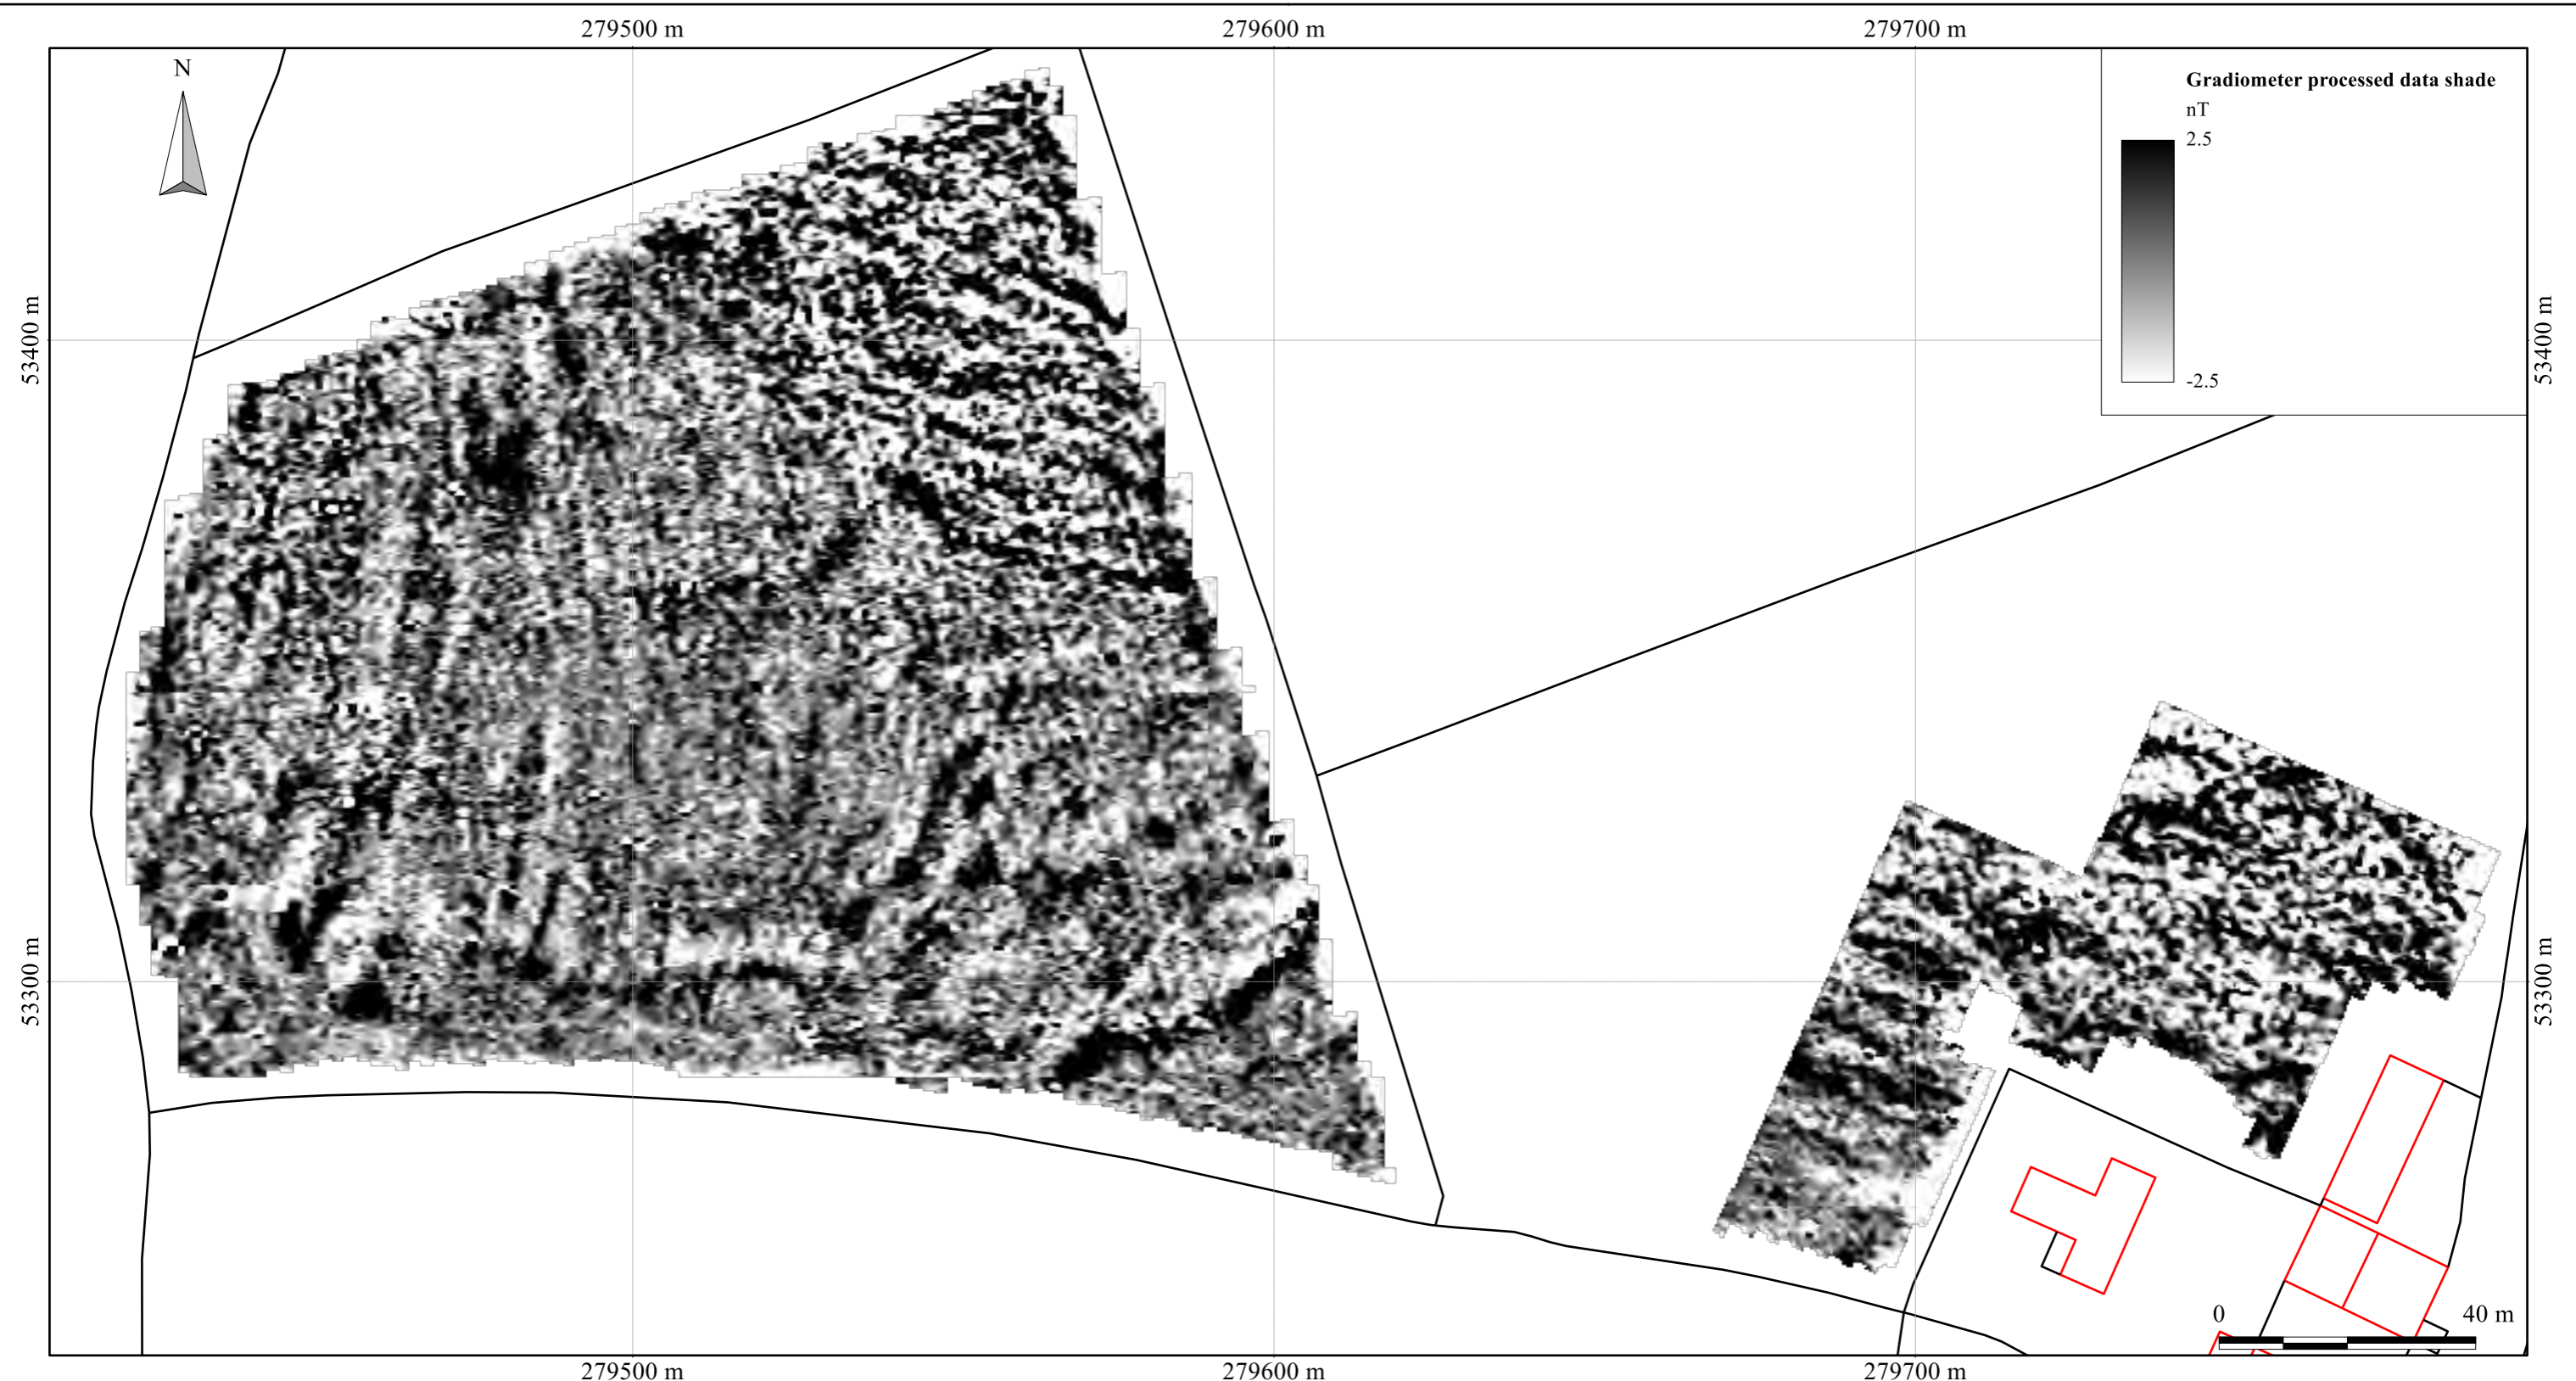 279500 m 279600 m 279700 m
N
Gradiometer processed data shade
nT
2.5
-2.5
53400 m 53400 m
53300 m 53300 m
0 40 m
279500 m 279600 m 279700 m